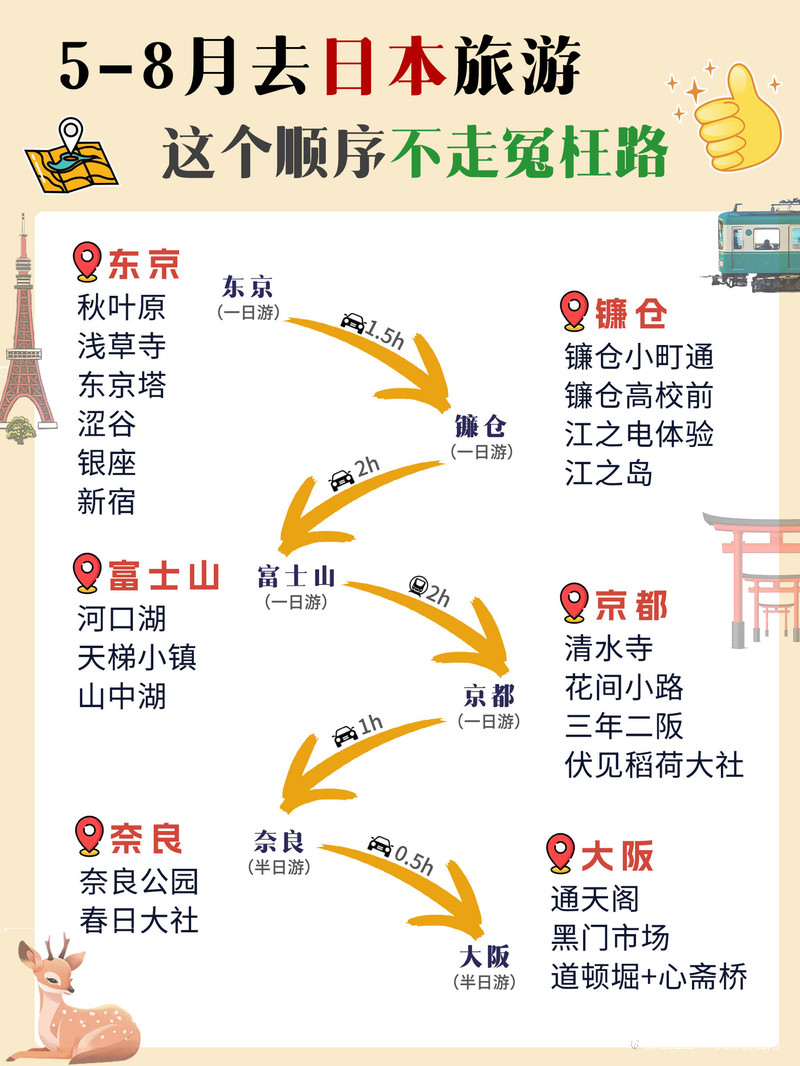 5-8月去日本旅游
这个顺序不走冤枉路
东京
秋叶原
浅草寺
东京塔
涩谷
银座
新宿
东京
(一日游)
1.5h
镰仓
镰仓小町通
镰仓高校前
江之电体验
江之岛
镰仓
(一日游)
2h
富士山
河口湖
天梯小镇
山中湖
富士山
(一日游)
2h
京都
清水寺
花间小路
三年二阪
伏见稻荷大社
京都
(一日游)
1h
奈良
奈良公园
春日大社
奈良
(半日游)
0.5h
大阪
通天阁
黑门市场
道顿堀+心斋桥
大阪
(半日游)